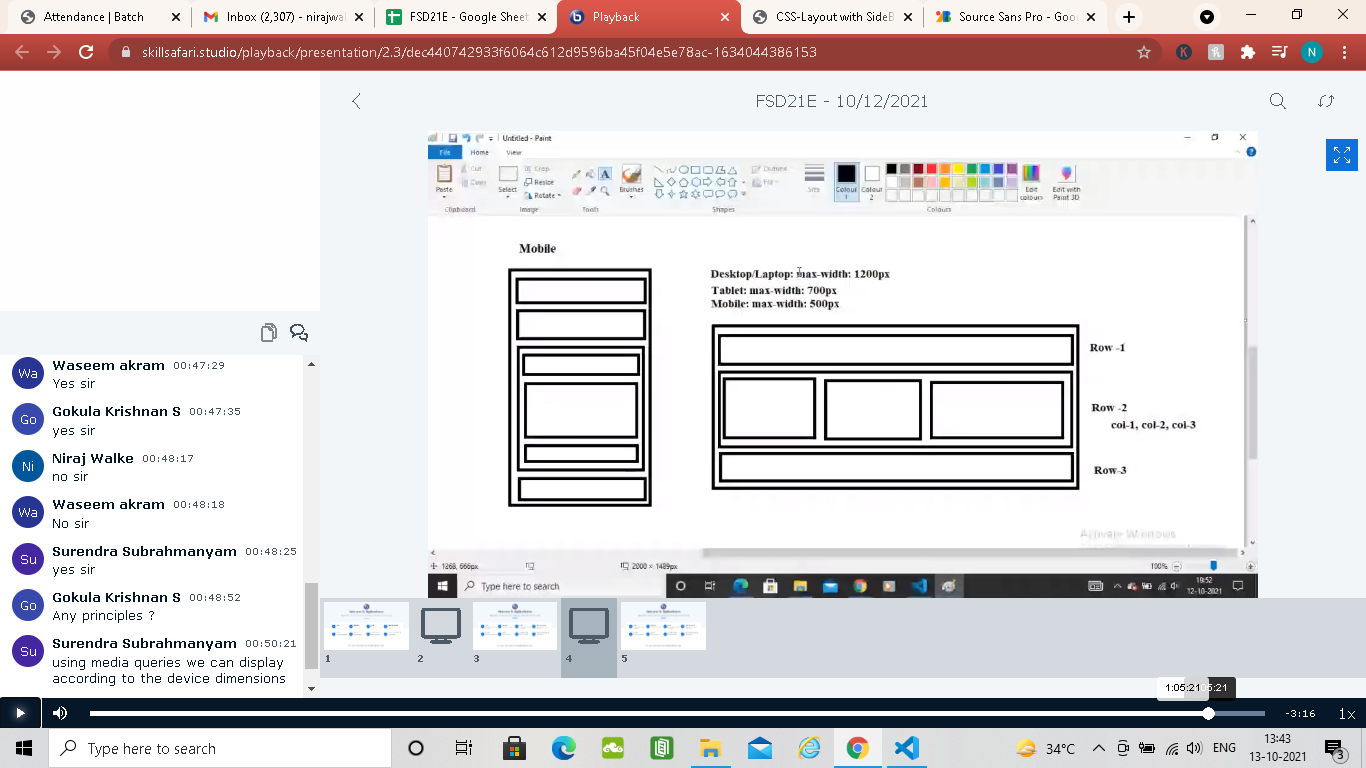 Attendance | Batch
Inbox (2,307) - nirajwal
FSD21E - Google Sheet
Playback
CSS-Layout with SideB
Source Sans Pro - Goo
skillsafari.studio/playback/presentation/2.3/dec440742933f6064c612d9596ba45f04e5e78ac-1634044386153
N
FSD21E - 10/12/2021
Untitled - Paint
File Home View
Paste Cut Copy Select Crop Resize Rotate Brushes Outline Fill Size Colour 1 Colour 2 Edit colours Edit with Paint 3D
Clipboard Image Tools Shapes Colours
Mobile
Desktop/Laptop: max-width: 1200px
Tablet: max-width: 700px
Mobile: max-width: 500px
Row -1
Row -2
col-1, col-2, col-3
Row-3
Activate Windows
1268, 666px 2000 × 1489px 100%
Type here to search
19:52
12-10-2021
Wa Waseem akram 00:47:29
Yes sir
Go Gokula Krishnan S 00:47:35
yes sir
Ni Niraj Walke 00:48:17
no sir
Wa Waseem akram 00:48:18
No sir
Su Surendra Subrahmanyam 00:48:25
yes sir
Go Gokula Krishnan S 00:48:52
Any principles ?
Su Surendra Subrahmanyam 00:50:21
using media queries we can display
according to the device dimensions
1 2 3 4 5
1:05:21
-3:16 1x
Type here to search
34°C ENG
13:43
13-10-2021
3